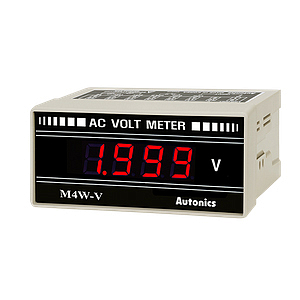 AC VOLT METER
1.999 V
M4W-V Autonics